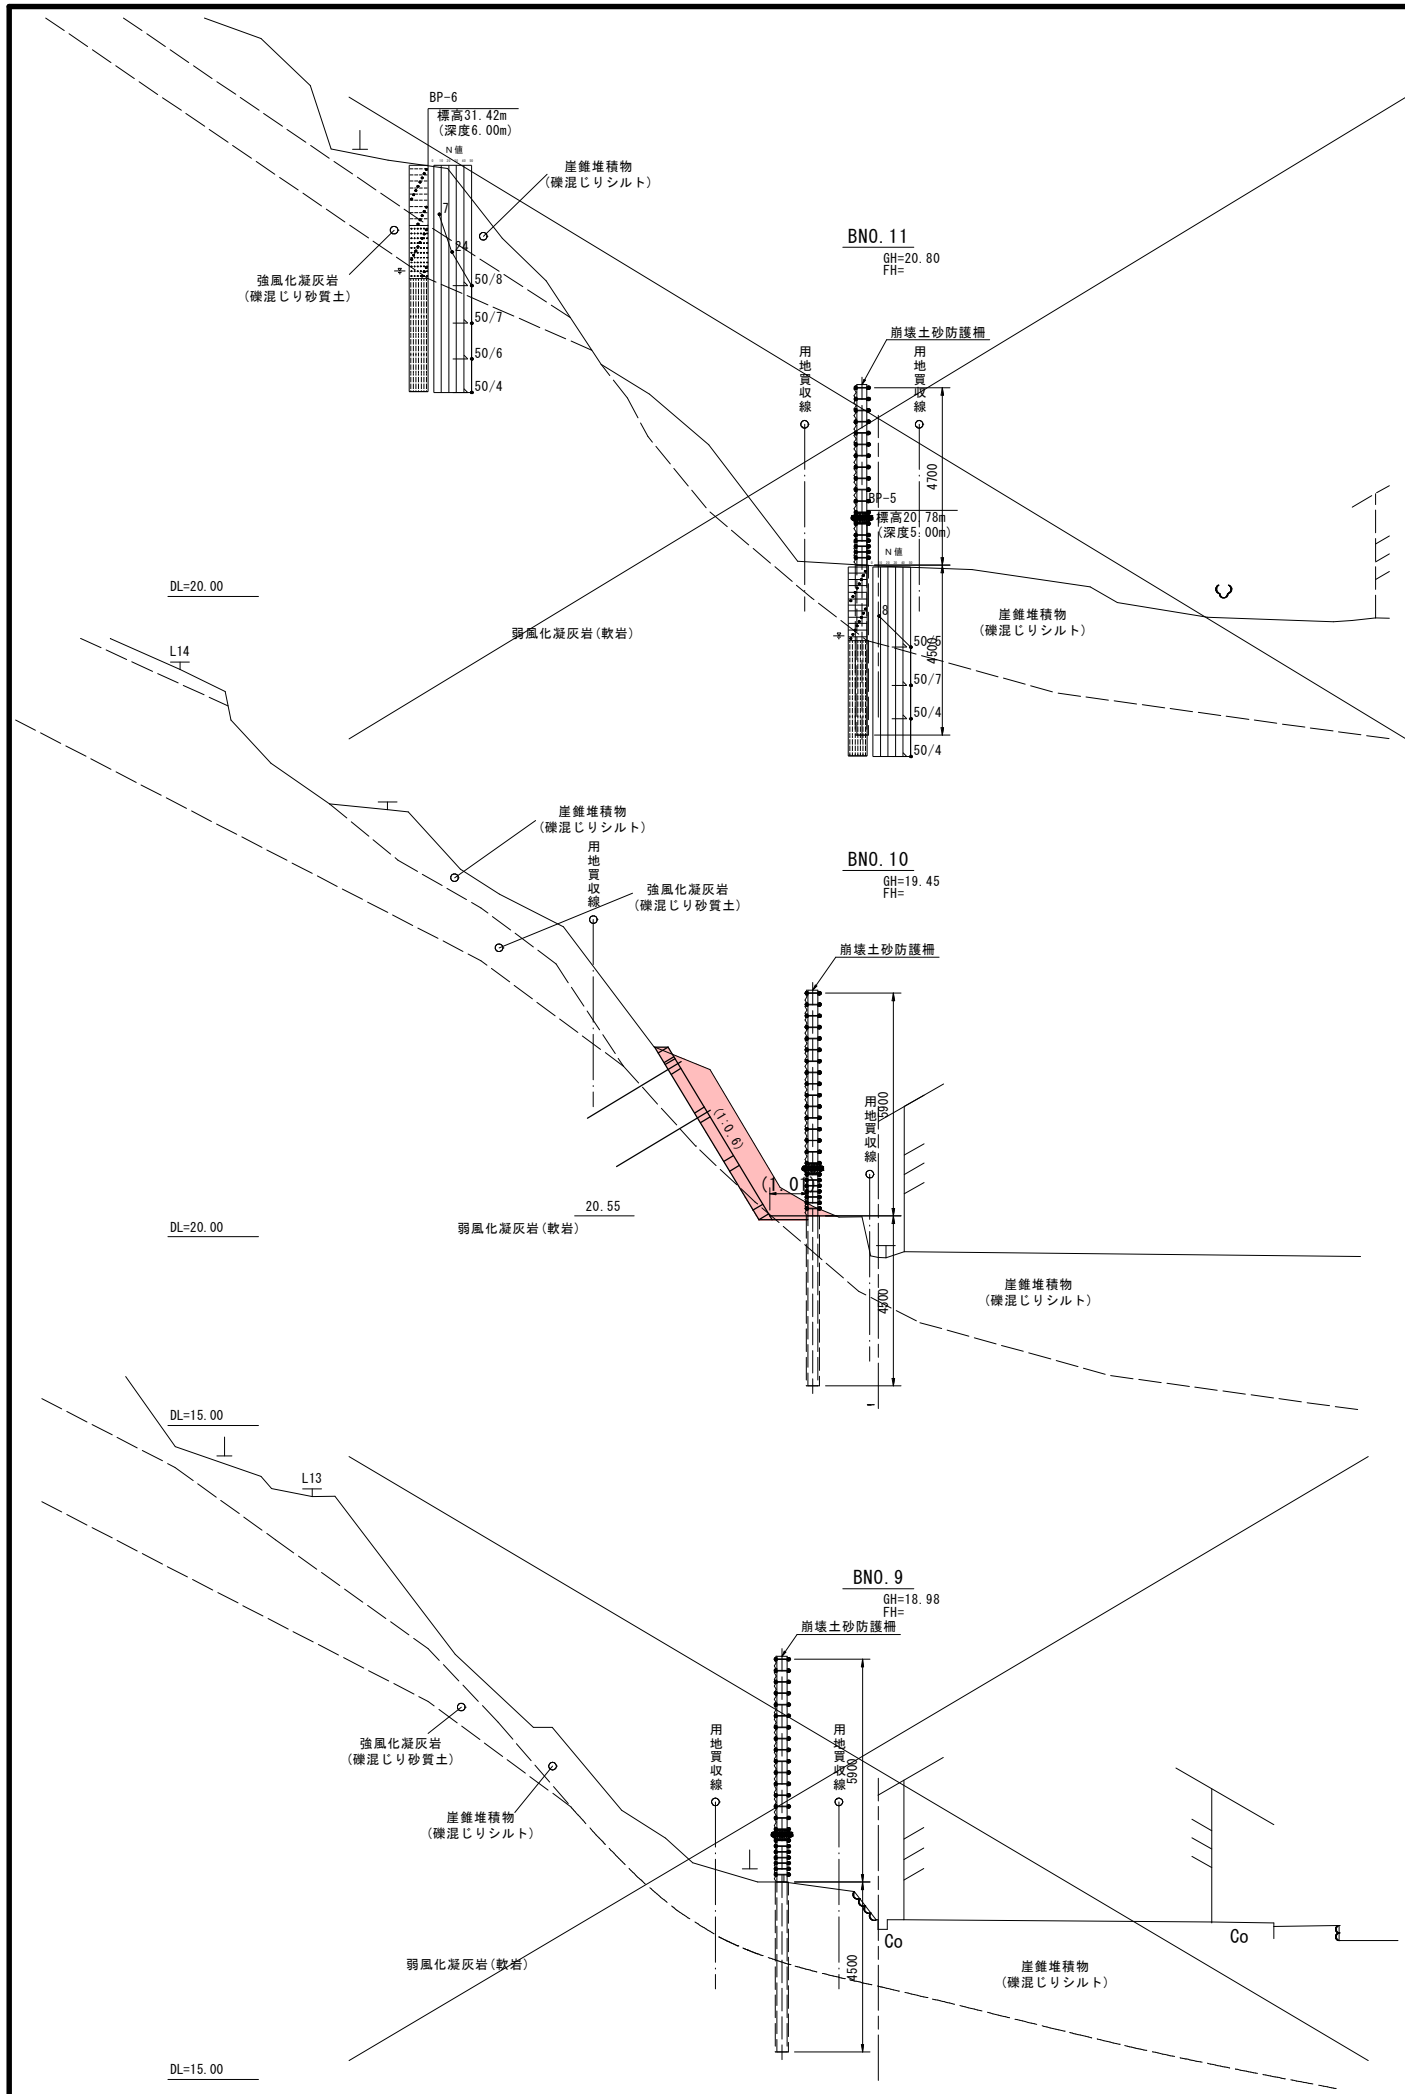 BP-6
標高31.42m
(深度6.00m)
N値
7
24
50/8
50/7
50/6
50/4
崖錐堆積物
(礫混じりシルト)
強風化凝灰岩
(礫混じり砂質土)
BNO.11
GH=20.80
FH=
崩壊土砂防護柵
用地買収線
用地買収線
4700
BP-5
標高20.78m
(深度5.00m)
N値
8
50/5
50/7
50/4
50/4
4500
崖錐堆積物
(礫混じりシルト)
DL=20.00
弱風化凝灰岩(軟岩)
L14
崖錐堆積物
(礫混じりシルト)
用地買収線
強風化凝灰岩
(礫混じり砂質土)
BNO.10
GH=19.45
FH=
崩壊土砂防護柵
5900
用地買収線
(1:0.6)
(1.01)
20.55
DL=20.00
弱風化凝灰岩(軟岩)
崖錐堆積物
(礫混じりシルト)
4500
DL=15.00
L13
BNO.9
GH=18.98
FH=
崩壊土砂防護柵
強風化凝灰岩
(礫混じり砂質土)
用地買収線
用地買収線
5900
崖錐堆積物
(礫混じりシルト)
Co
Co
弱風化凝灰岩(軟岩)
4500
崖錐堆積物
(礫混じりシルト)
DL=15.00